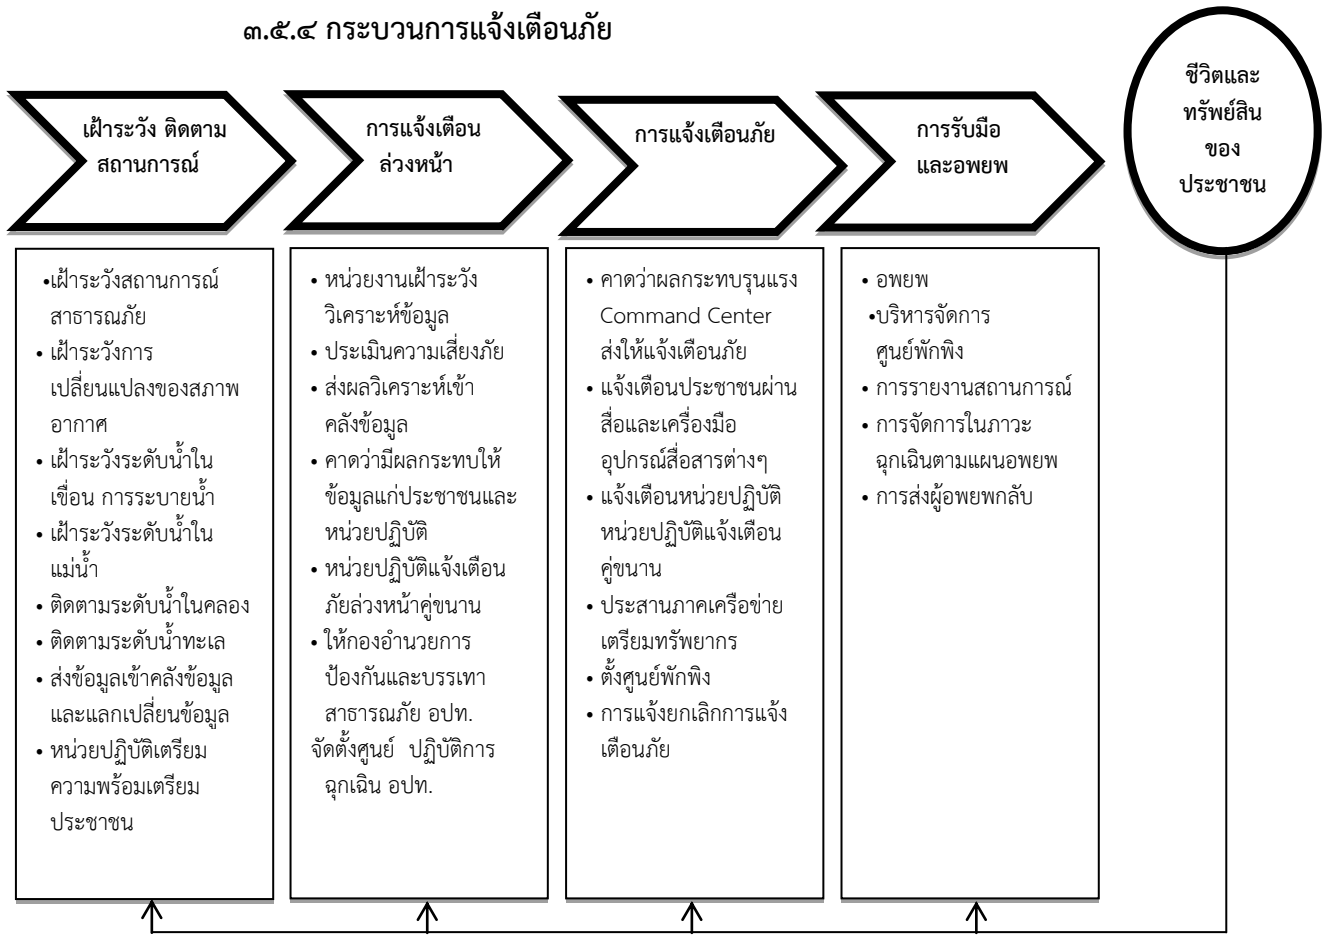 ๓.๕.๔ กระบวนการแจ้งเตือนภัย
เฝ้าระวัง ติดตาม
สถานการณ์
การแจ้งเตือน
ล่วงหน้า
การแจ้งเตือนภัย
การรับมือ
และอพยพ
ชีวิตและ
ทรัพย์สิน
ของ
ประชาชน
•เฝ้าระวังสถานการณ์
สาธารณภัย
• เฝ้าระวังการ
เปลี่ยนแปลงของสภาพ
อากาศ
• เฝ้าระวังระดับน้ำใน
เขื่อน การระบายน้ำ
• เฝ้าระวังระดับน้ำใน
แม่น้ำ
• ติดตามระดับน้ำในคลอง
• ติดตามระดับน้ำทะเล
• ส่งข้อมูลเข้าคลังข้อมูล
และแลกเปลี่ยนข้อมูล
• หน่วยปฏิบัติเตรียม
ความพร้อมเตรียม
ประชาชน
• หน่วยงานเฝ้าระวัง
วิเคราะห์ข้อมูล
• ประเมินความเสี่ยงภัย
• ส่งผลวิเคราะห์เข้า
คลังข้อมูล
• คาดว่ามีผลกระทบให้
ข้อมูลแก่ประชาชนและ
หน่วยปฏิบัติ
• หน่วยปฏิบัติแจ้งเตือน
ภัยล่วงหน้าคู่ขนาน
• ให้กองอำนวยการ
ป้องกันและบรรเทา
สาธารณภัย อปท.
จัดตั้งศูนย์ ปฏิบัติการ
ฉุกเฉิน อปท.
• คาดว่าผลกระทบรุนแรง
Command Center
ส่งให้แจ้งเตือนภัย
• แจ้งเตือนประชาชนผ่าน
สื่อและเครื่องมือ
อุปกรณ์สื่อสารต่างๆ
• แจ้งเตือนหน่วยปฏิบัติ
หน่วยปฏิบัติแจ้งเตือน
คู่ขนาน
• ประสานภาคเครือข่าย
เตรียมทรัพยากร
• ตั้งศูนย์พักพิง
• การแจ้งยกเลิกการแจ้ง
เตือนภัย
• อพยพ
•บริหารจัดการ
ศูนย์พักพิง
• การรายงานสถานการณ์
• การจัดการในภาวะ
ฉุกเฉินตามแผนอพยพ
• การส่งผู้อพยพกลับ